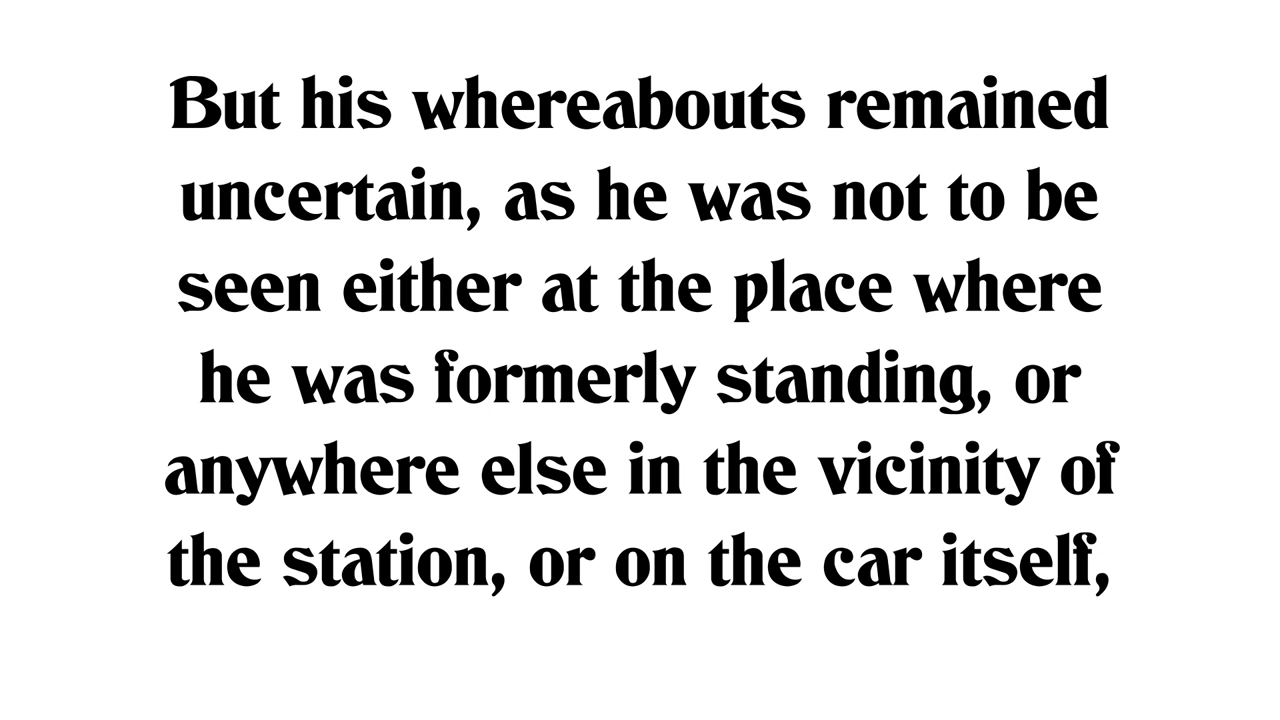 But his whereabouts remained
uncertain, as he was not to be
seen either at the place where
he was formerly standing, or
anywhere else in the vicinity of
the station, or on the car itself,